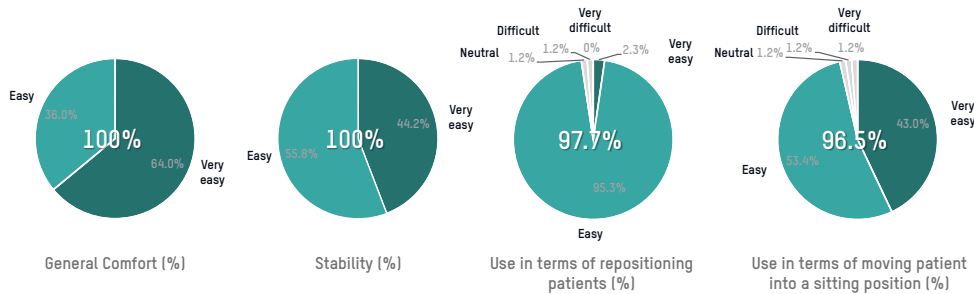 Easy
36.0%
100%
64.0%
Very
easy
General Comfort (%)
Very
easy
44.2%
100%
Easy
55.8%
Stability (%)
Very
difficult
Difficult
Neutral
1.2%
1.2%
0%
2.3%
Very
easy
97.7%
95.3%
Easy
Use in terms of repositioning
patients (%)
Very
difficult
Difficult
Neutral
1.2%
1.2%
1.2%
Very
easy
43.0%
96.5%
53.4%
Easy
Use in terms of moving patient
into a sitting position (%)